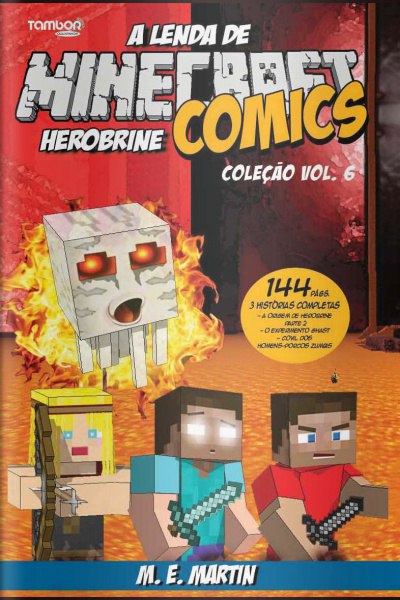 Tambor
A LENDA DE
MINECRAFT
HEROBRINE COMICS
COLEÇÃO VOL. 6
144 PÁGS.
3 HISTÓRIAS COMPLETAS
- A ORIGEM DE HEROBRINE
PARTE 2
- O EXPERIMENTO GHAST
- COVIL DOS
HOMENS-PORCOS ZUMBIS
M. E. MARTIN